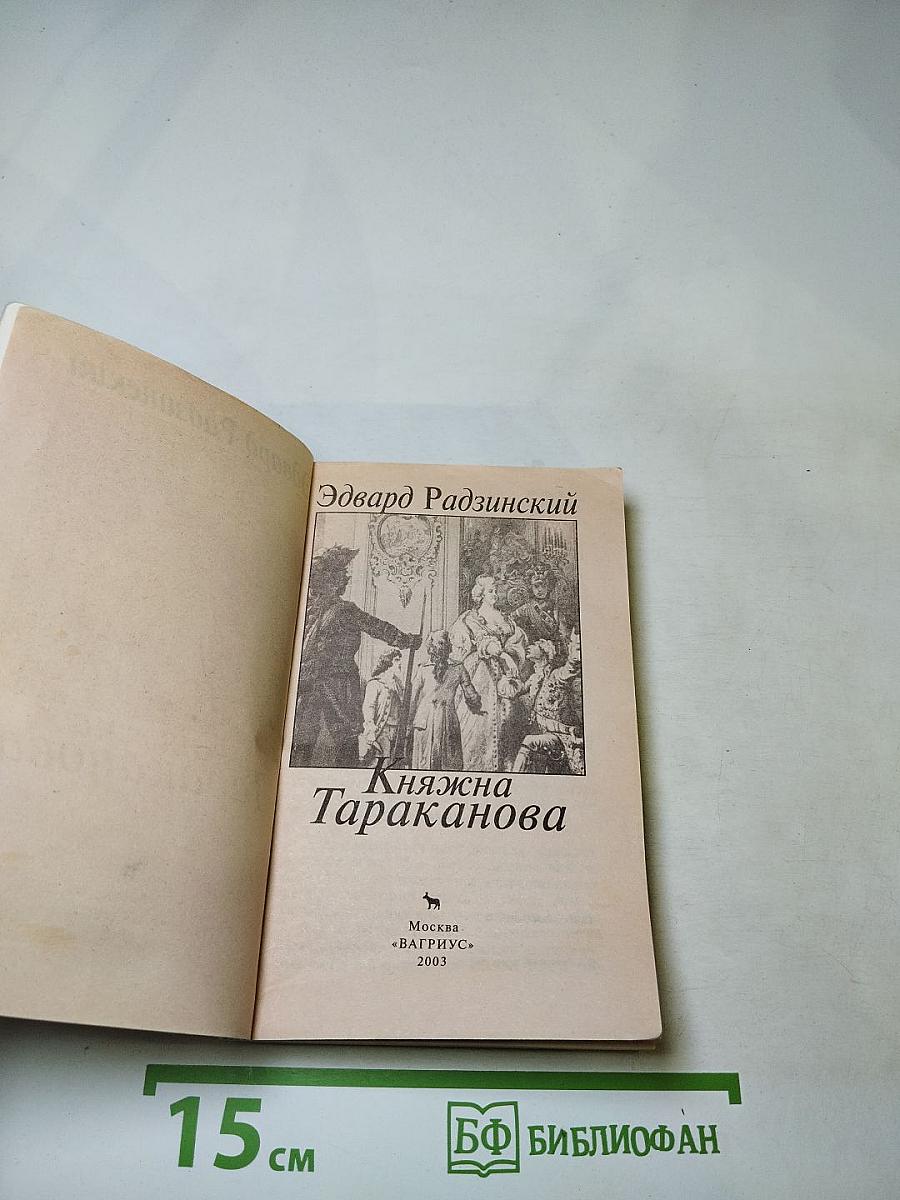 Эдвард Радзинский
Княжна
Тараканова
Москва
«ВАГРИУС»
2003
15 см
БФ БИБЛИОФАН